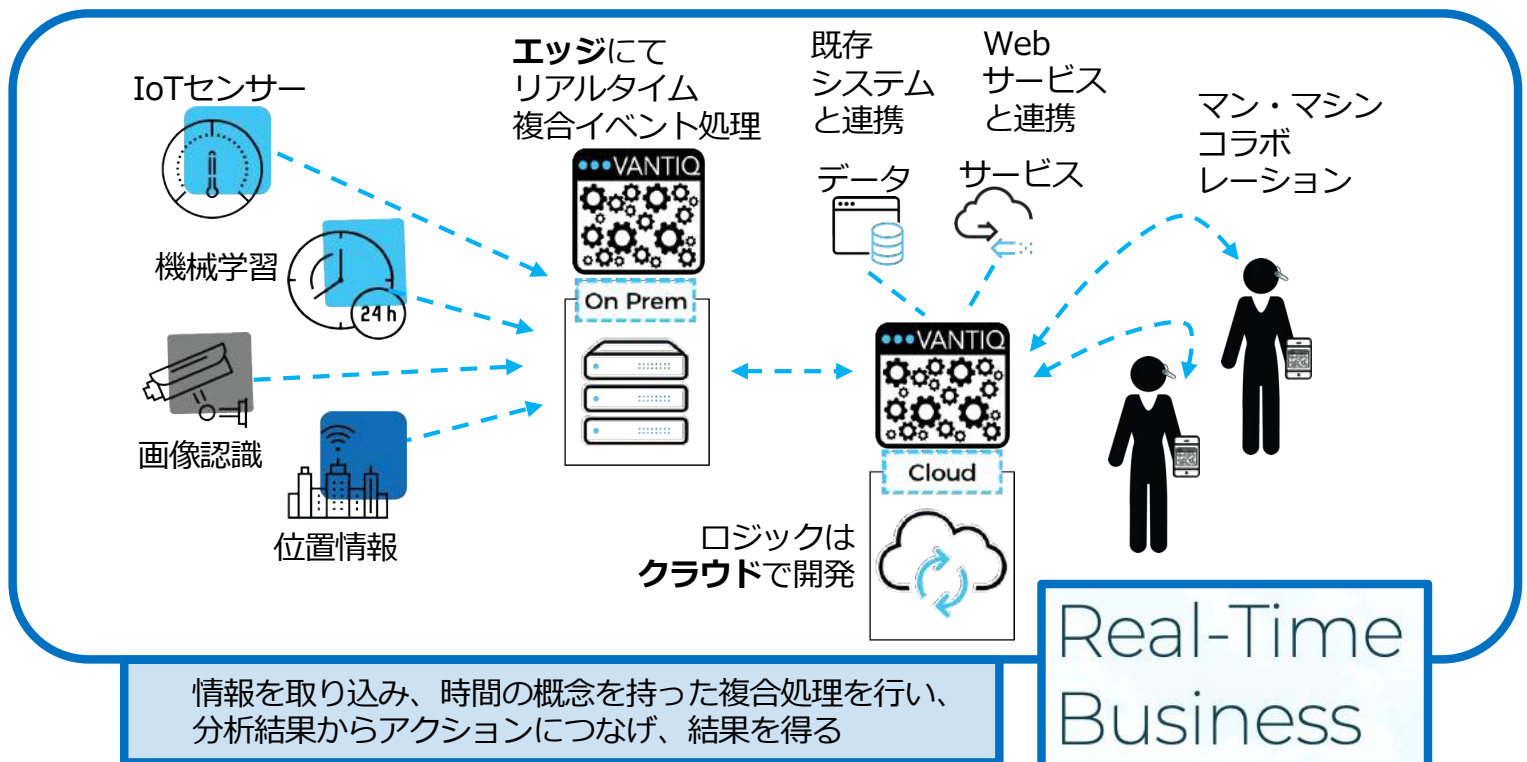 IoTセンサー
機械学習
24h
画像認識
位置情報
エッジにて
リアルタイム
複合イベント処理
VANTIQ
On Prem
既存
システム
と連携
データ
Web
サービス
と連携
サービス
VANTIQ
Cloud
ロジックは
クラウドで開発
マン・マシン
コラボ
レーション
情報を取り込み、時間の概念を持った複合処理を行い、
分析結果からアクションにつなげ、結果を得る
Real-Time
Business